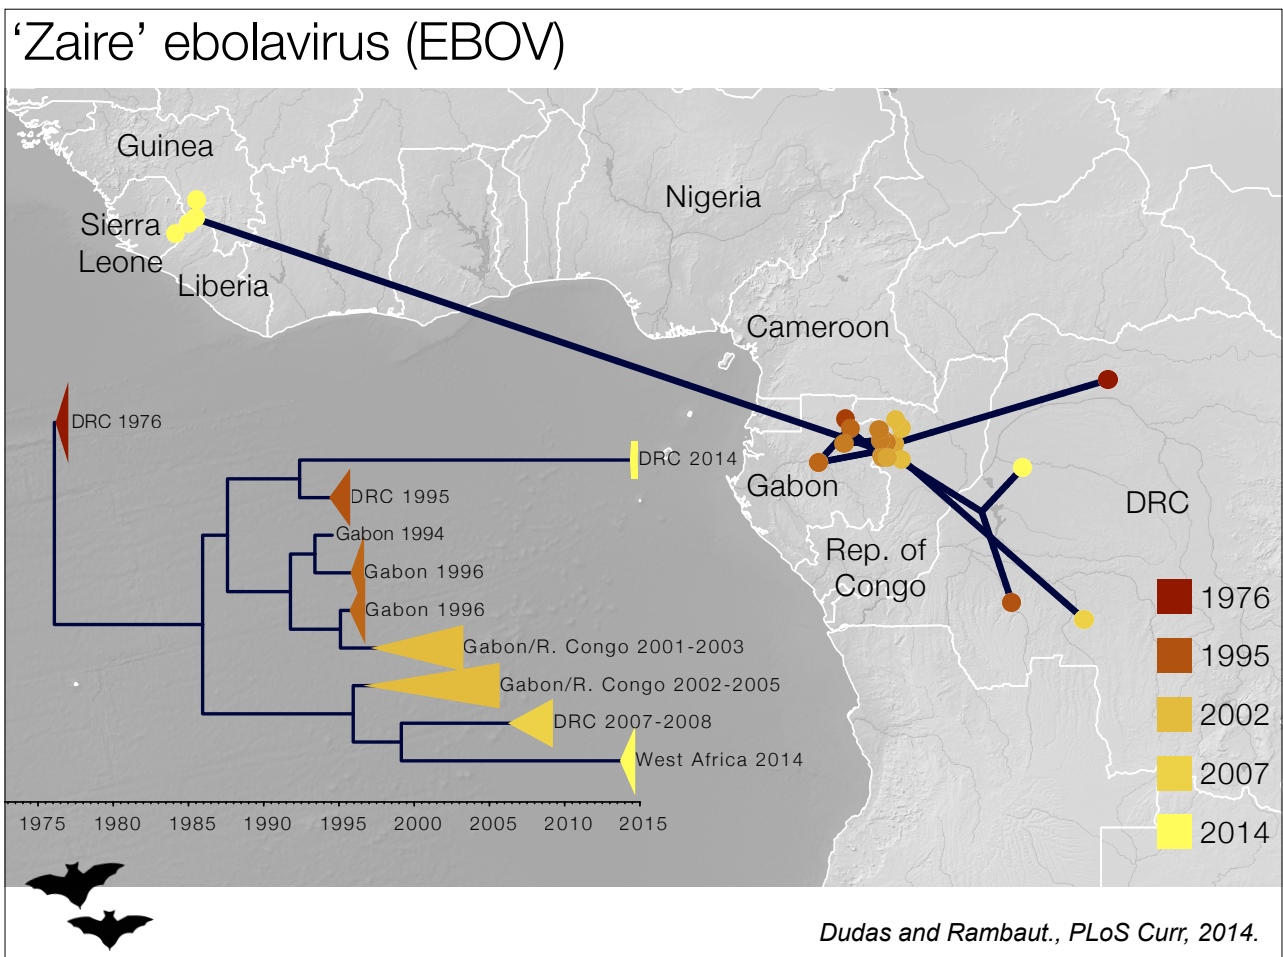 ‘Zaire’ ebolavirus (EBOV)
Guinea
Nigeria
Sierra
Leone
Liberia
Cameroon
DRC 1976
DRC 2014
Gabon
DRC
DRC 1995
Gabon 1994
Rep. of
Congo
Gabon 1996
Gabon 1996
Gabon/R. Congo 2001-2003
Gabon/R. Congo 2002-2005
DRC 2007-2008
West Africa 2014
1976
1995
2002
2007
2014
1975 1980 1985 1990 1995 2000 2005 2010 2015
Dudas and Rambaut., PLoS Curr, 2014.